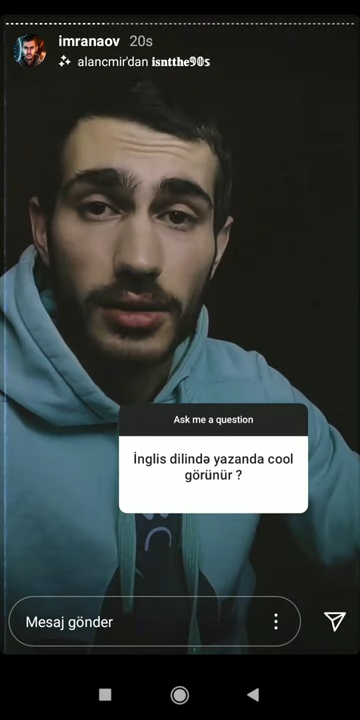 imranaov 20s
alancmir'dan isntthe90s
Ask me a question
İnglis dilində yazanda cool
görünür ?
Mesaj gönder